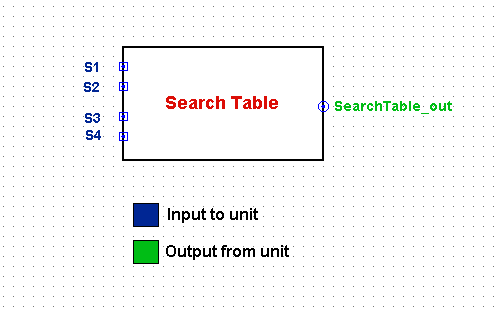 S1
S2
S3
S4
Search Table
SearchTable_out
Input to unit
Output from unit